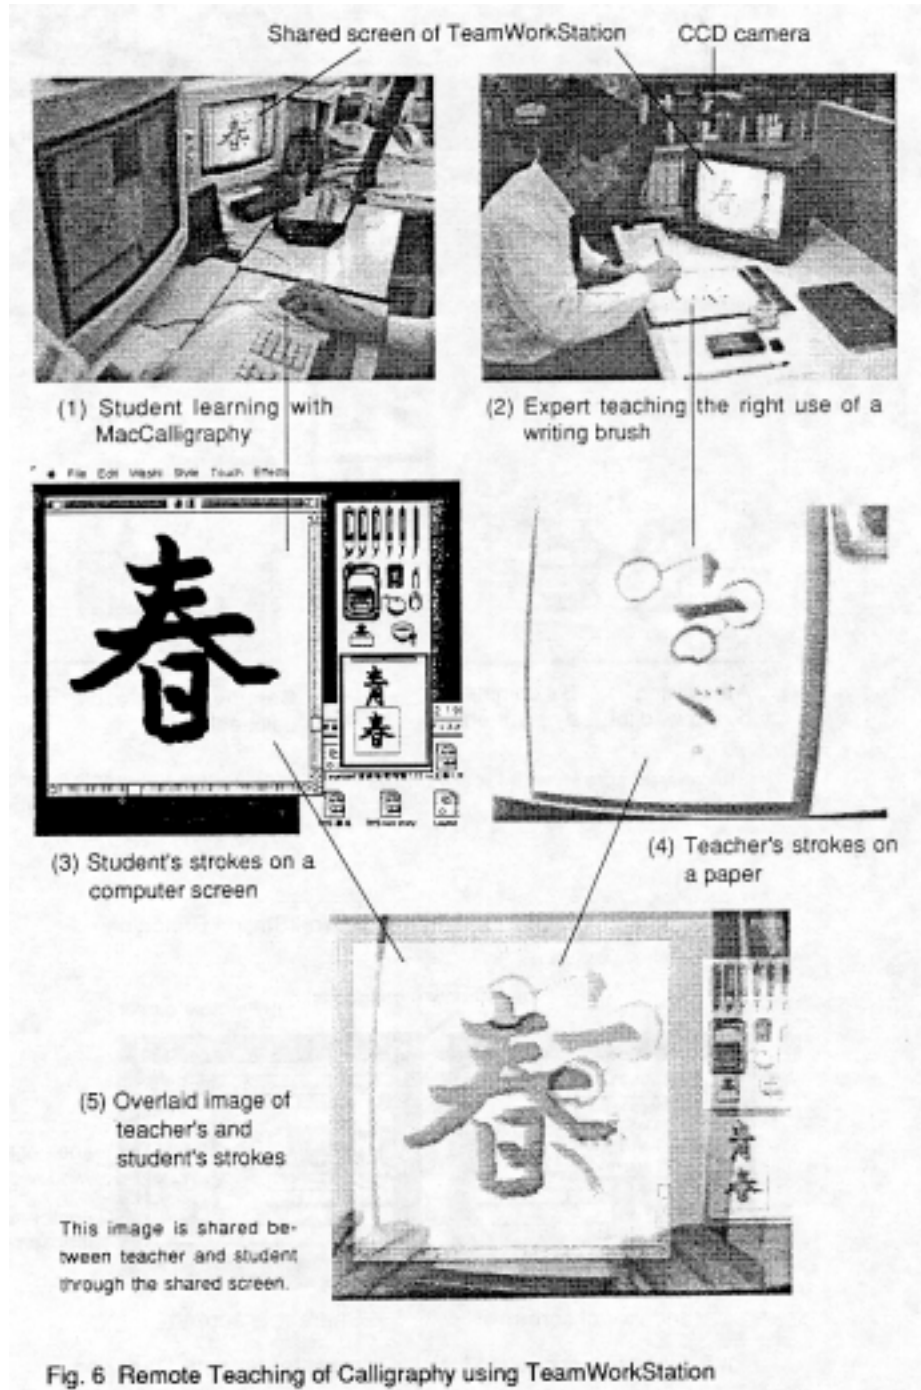 Shared screen of TeamWorkStation
CCD camera
(1) Student learning with
MacCalligraphy
(2) Expert teaching the right use of a
writing brush
File Edit Washi Style Touch Effects
春
青
春
(3) Student's strokes on a
computer screen
(4) Teacher's strokes on
a paper
春
青
春
(5) Overlaid image of
teacher's and
student's strokes
This image is shared be-
tween teacher and student
through the shared screen.
Fig. 6 Remote Teaching of Calligraphy using TeamWorkStation